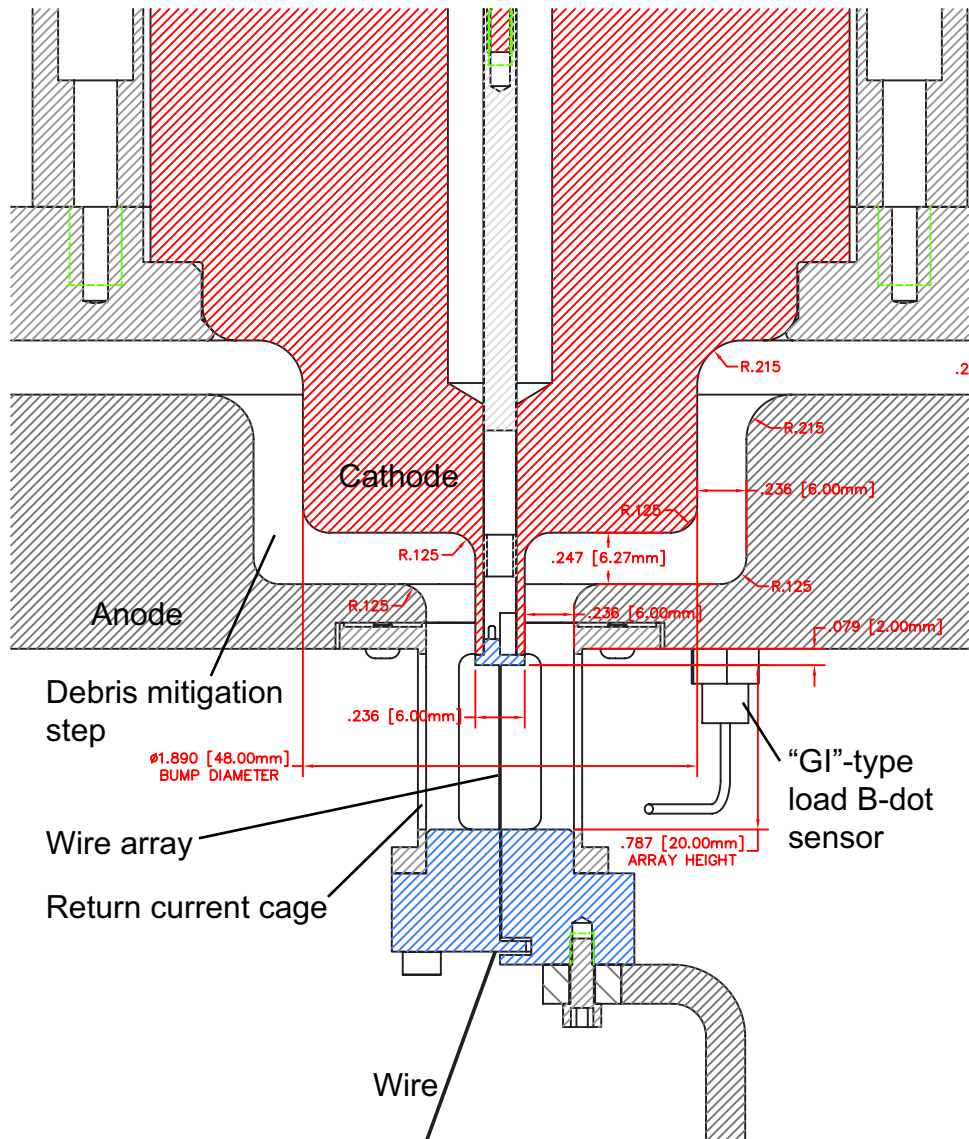 R.215
.2
R.215
Cathode
.236 [6.00mm]
R.125
R.125
.247 [6.27mm]
R.125
R.125
.236 [6.00mm]
Anode
.079 [2.00mm]
Debris mitigation
step
.236 [6.00mm]
ø1.890 [48.00mm]
BUMP DIAMETER
"GI"-type
load B-dot
sensor
Wire array
.787 [20.00mm]
ARRAY HEIGHT
Return current cage
Wire